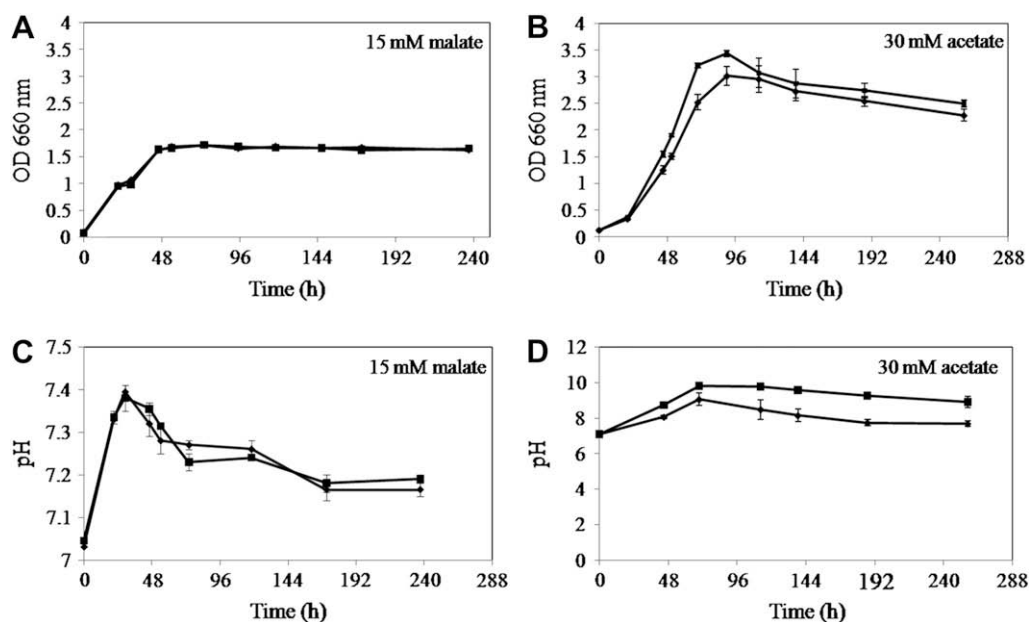 A
15 mM malate
OD 660 nm
4
3.5
3
2.5
2
1.5
1
0.5
0
0 48 96 144 192 240
Time (h)
B
30 mM acetate
OD 660 nm
4
3.5
3
2.5
2
1.5
1
0.5
0
0 48 96 144 192 240 288
Time (h)
C
15 mM malate
pH
7.5
7.4
7.3
7.2
7.1
7
0 48 96 144 192 240 288
Time (h)
D
30 mM acetate
pH
12
10
8
6
4
2
0
0 48 96 144 192 240 288
Time (h)